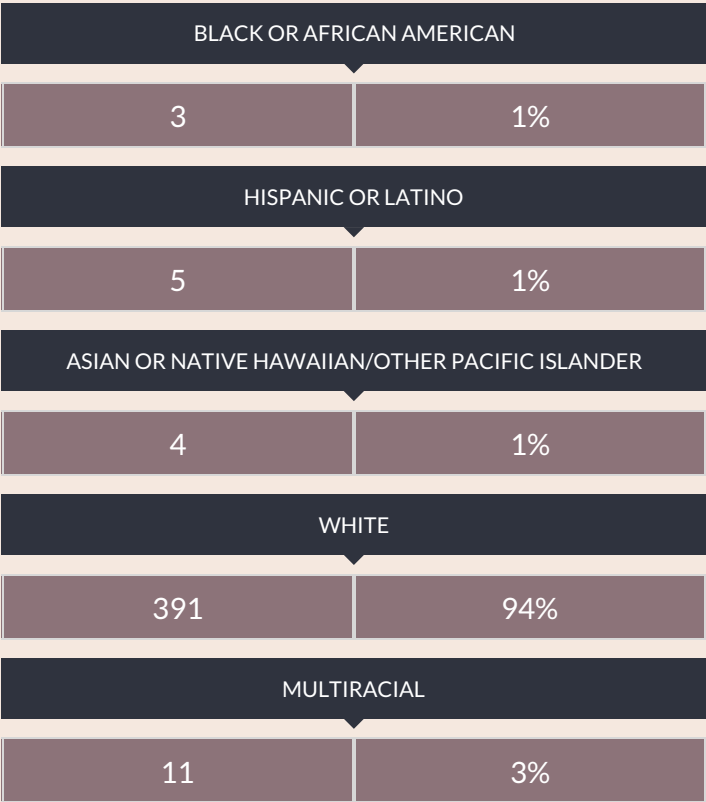 BLACK OR AFRICAN AMERICAN
3 1%
HISPANIC OR LATINO
5 1%
ASIAN OR NATIVE HAWAIIAN/OTHER PACIFIC ISLANDER
4 1%
WHITE
391 94%
MULTIRACIAL
11 3%